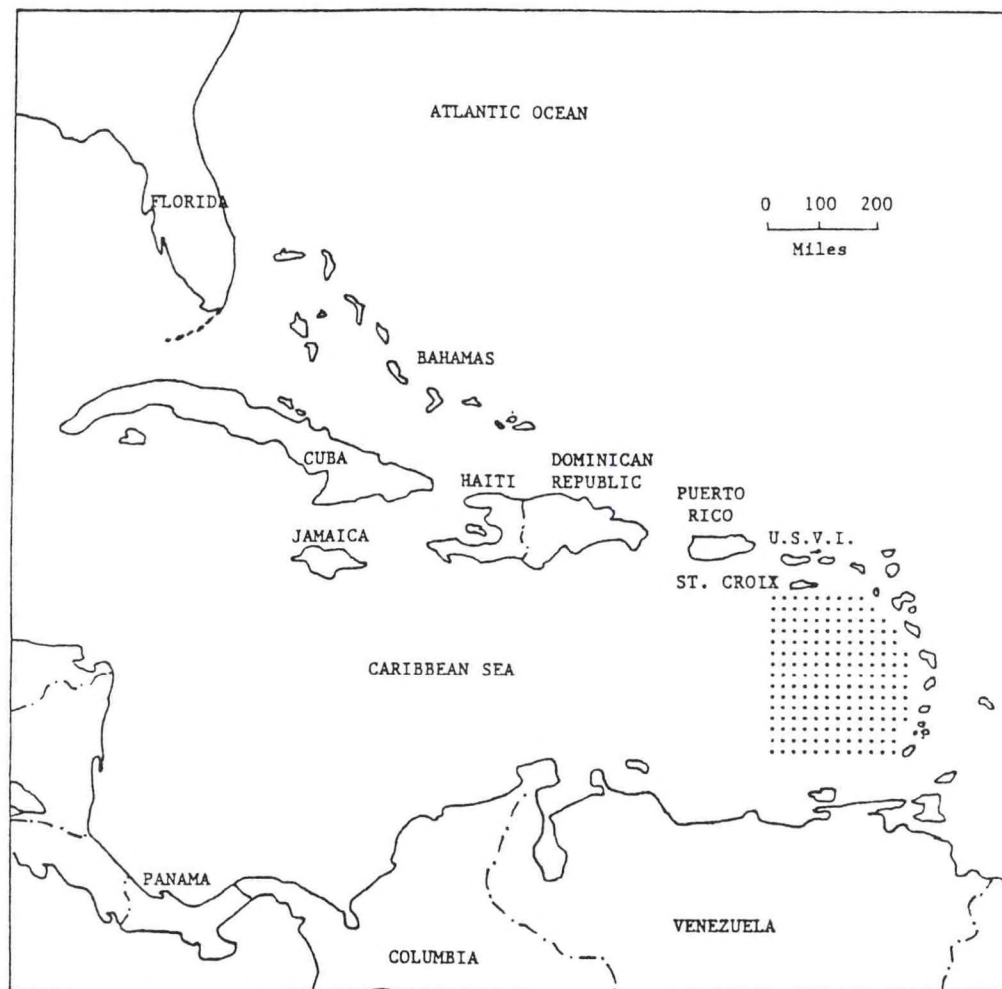 ATLANTIC OCEAN
FLORIDA
0 100 200
Miles
BAHAMAS
CUBA
HAITI
DOMINICAN
REPUBLIC
PUERTO
RICO
JAMAICA
U.S.V.I.
ST. CROIX
CARIBBEAN SEA
PANAMA
VENEZUELA
COLUMBIA